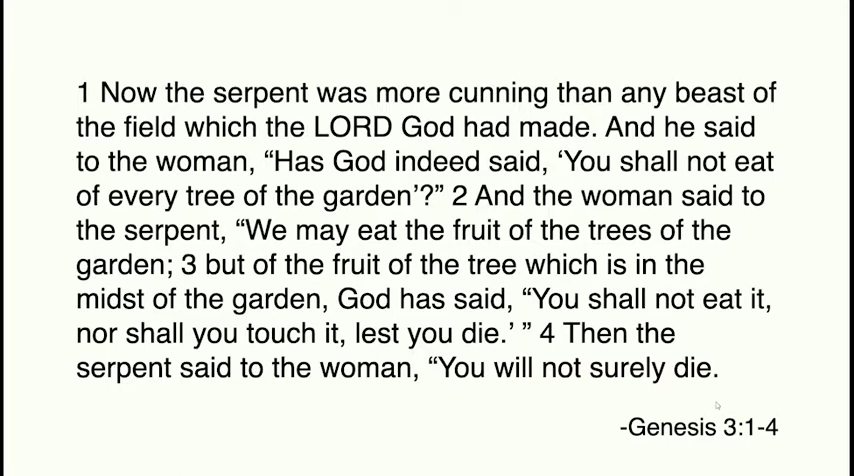 1 Now the serpent was more cunning than any beast of
the field which the LORD God had made. And he said
to the woman, “Has God indeed said, ‘You shall not eat
of every tree of the garden’?” 2 And the woman said to
the serpent, “We may eat the fruit of the trees of the
garden; 3 but of the fruit of the tree which is in the
midst of the garden, God has said, “You shall not eat it,
nor shall you touch it, lest you die.’ ” 4 Then the
serpent said to the woman, “You will not surely die.
-Genesis 3:1-4